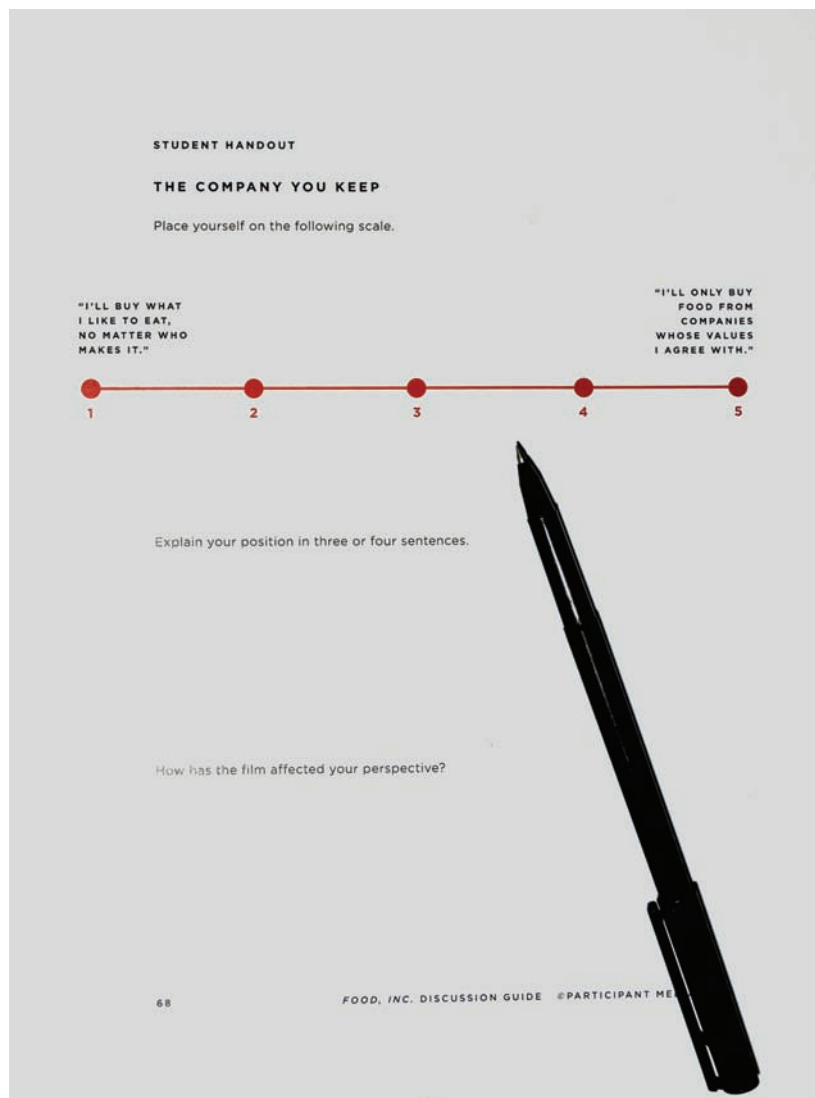 STUDENT HANDOUT
THE COMPANY YOU KEEP
Place yourself on the following scale.
"I'LL BUY WHAT
I LIKE TO EAT,
NO MATTER WHO
MAKES IT."
"I'LL ONLY BUY
FOOD FROM
COMPANIES
WHOSE VALUES
I AGREE WITH."
1 2 3 4 5
Explain your position in three or four sentences.
How has the film affected your perspective?
68 FOOD, INC. DISCUSSION GUIDE ©PARTICIPANT